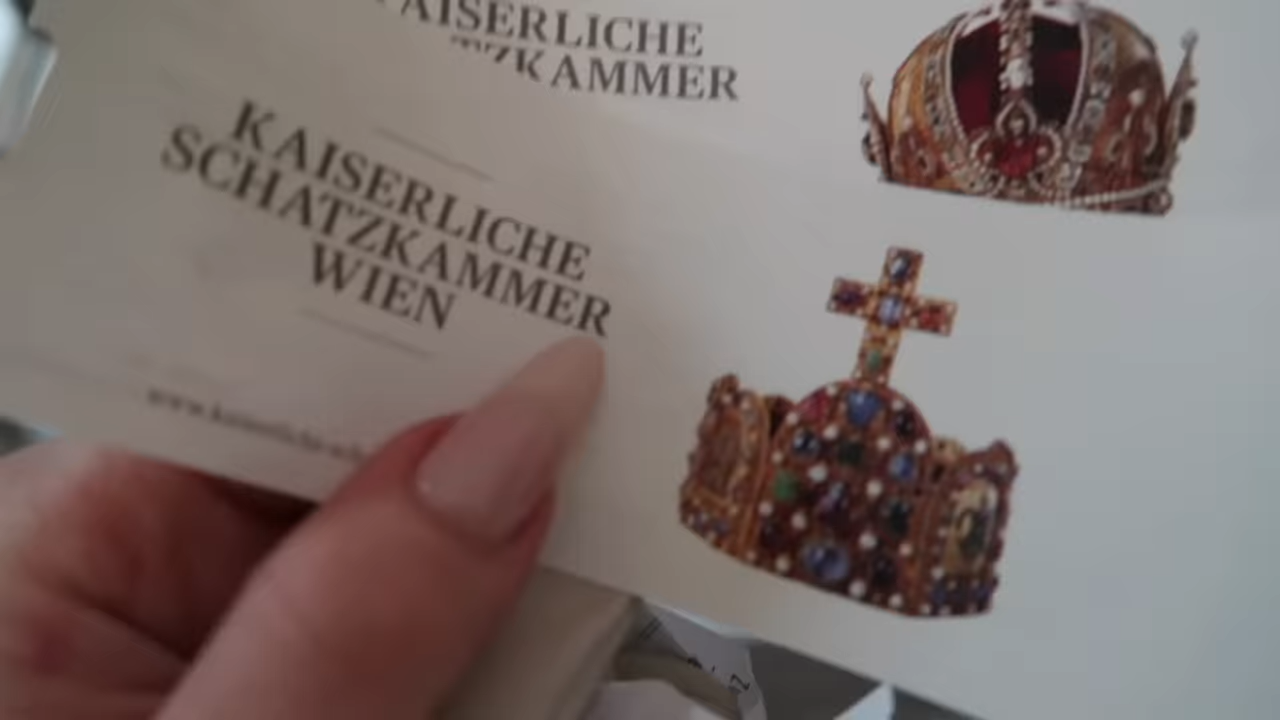 KAISERLICHE
KAMMER
KAISERLICHE
SCHATZKAMMER
WIEN